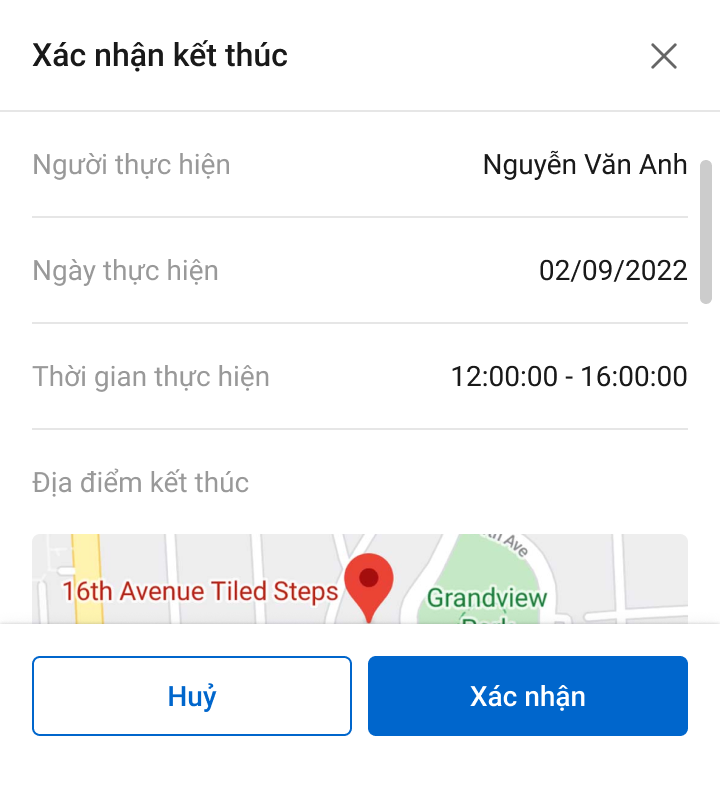 Xác nhận kết thúc
Người thực hiện Nguyễn Văn Anh
Ngày thực hiện 02/09/2022
Thời gian thực hiện 12:00:00 - 16:00:00
Địa điểm kết thúc
Ave
16th Avenue Tiled Steps
Grandview
Huỷ Xác nhận